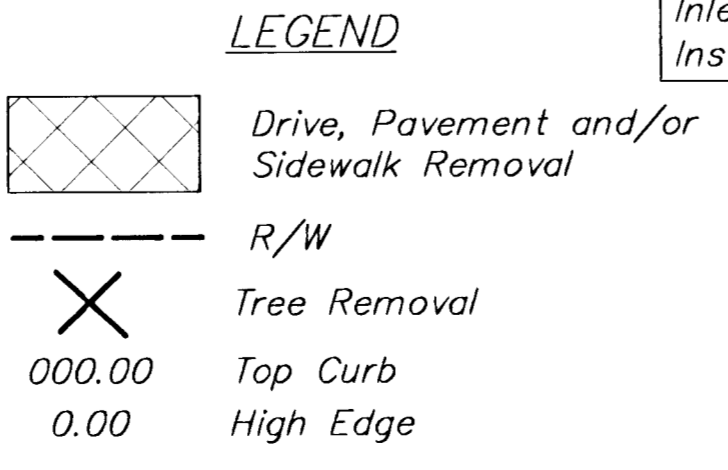 LEGEND
Drive, Pavement and/or
Sidewalk Removal
R/W
Tree Removal
000.00 Top Curb
0.00 High Edge